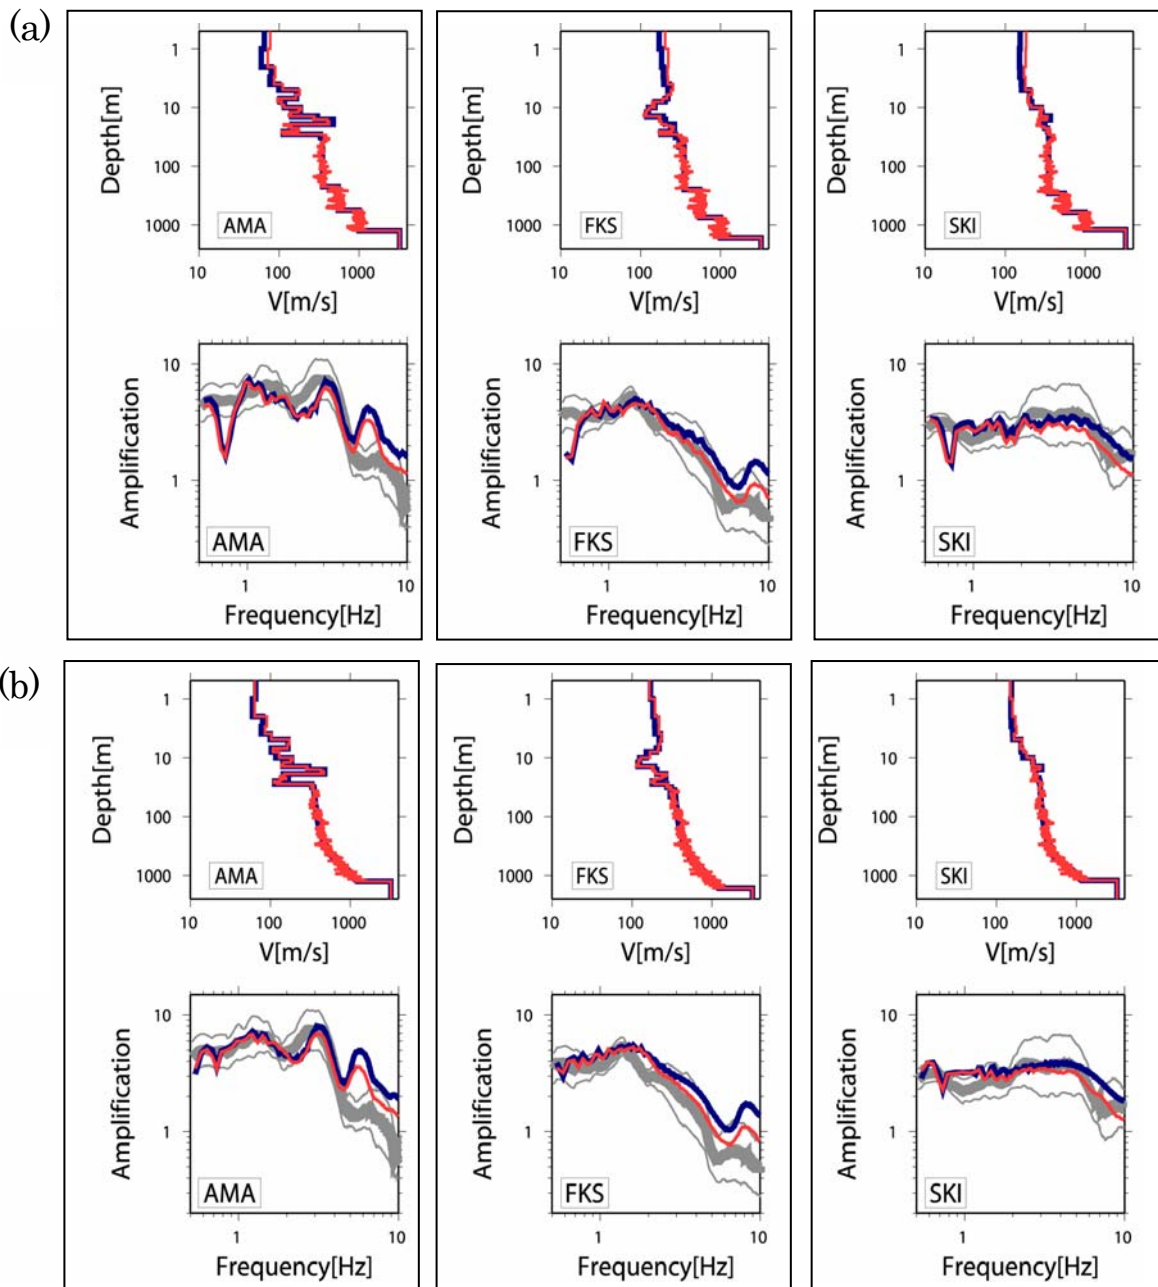 (a)
Depth[m]
1
10
100
1000
AMA
10 100 1000
V[m/s]
Depth[m]
1
10
100
1000
FKS
10 100 1000
V[m/s]
Depth[m]
1
10
100
1000
SKI
10 100 1000
V[m/s]
Amplification
10
1
AMA
1 10
Frequency[Hz]
Amplification
10
1
FKS
1 10
Frequency[Hz]
Amplification
10
1
SKI
1 10
Frequency[Hz]
(b)
Depth[m]
1
10
100
1000
AMA
10 100 1000
V[m/s]
Depth[m]
1
10
100
1000
FKS
10 100 1000
V[m/s]
Depth[m]
1
10
100
1000
SKI
10 100 1000
V[m/s]
Amplification
10
1
AMA
1 10
Frequency[Hz]
Amplification
10
1
FKS
1 10
Frequency[Hz]
Amplification
10
1
SKI
1 10
Frequency[Hz]